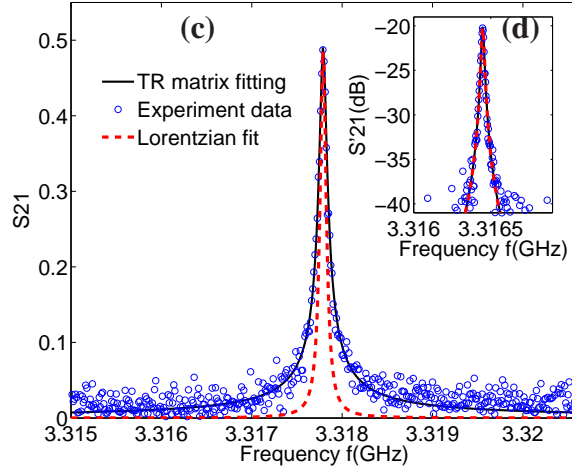 (c)
TR matrix fitting
Experiment data
Lorentzian fit
S21
0.5
0.4
0.3
0.2
0.1
0
3.315
3.316
3.317
3.318
3.319
3.32
Frequency f(GHz)
(d)
S'21(dB)
−20
−25
−30
−35
−40
3.316
3.3165
Frequency f(GHz)